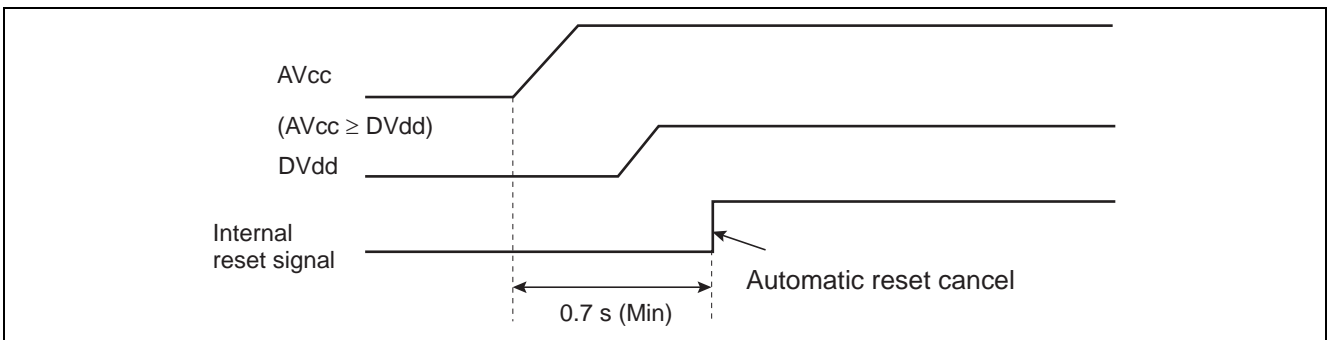 AVcc
(AVcc ≥ DVdd)
DVdd
Internal
reset signal
Automatic reset cancel
0.7 s (Min)